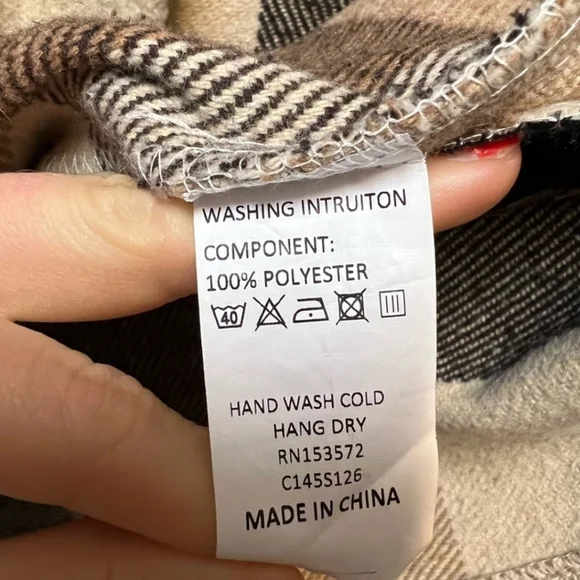 WASHING INTRUITON
COMPONENT:
100% POLYESTER
40
HAND WASH COLD
HANG DRY
RN153572
C145S126
MADE IN CHINA